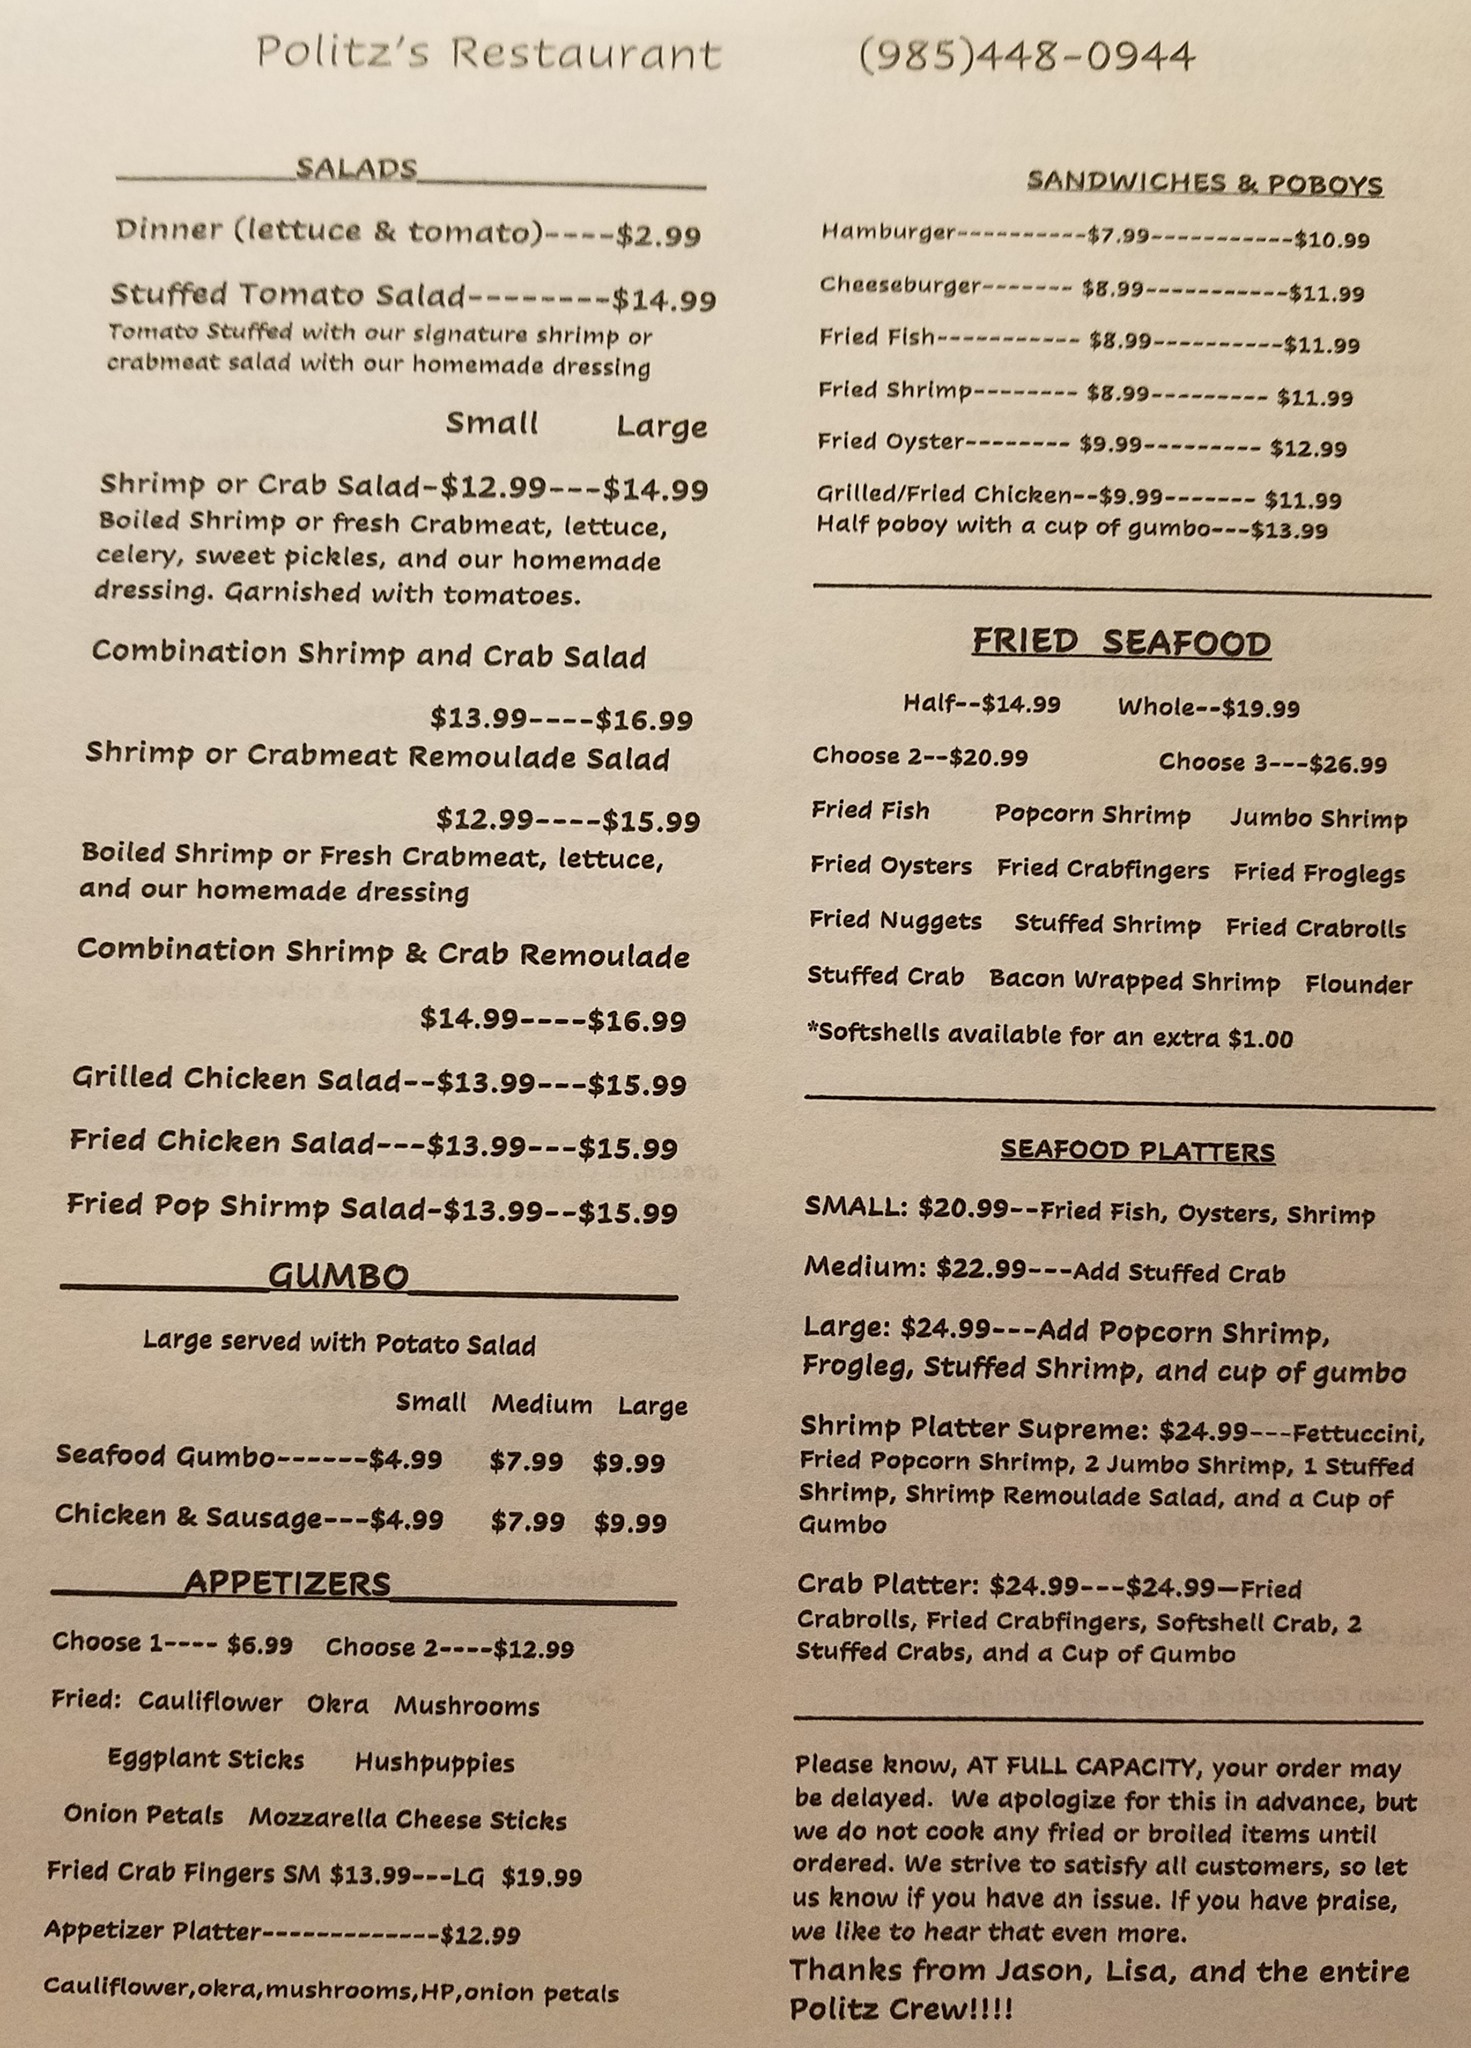 Politz's Restaurant (985)448-0944
SALADS
Dinner (lettuce & tomato)----$2.99
Stuffed Tomato Salad--------$14.99
Tomato Stuffed with our signature shrimp or
crabmeat salad with our homemade dressing
Small Large
Shrimp or Crab Salad-$12.99---$14.99
Boiled Shrimp or fresh Crabmeat, lettuce,
celery, sweet pickles, and our homemade
dressing. Garnished with tomatoes.
Combination Shrimp and Crab Salad
$13.99----$16.99
Shrimp or Crabmeat Remoulade Salad
$12.99----$15.99
Boiled Shrimp or Fresh Crabmeat, lettuce,
and our homemade dressing
Combination Shrimp & Crab Remoulade
$14.99----$16.99
Grilled Chicken Salad--$13.99---$15.99
Fried Chicken Salad---$13.99---$15.99
Fried Pop Shirmp Salad-$13.99--$15.99
GUMBO
Large served with Potato Salad
Small Medium Large
Seafood Gumbo------$4.99 $7.99 $9.99
Chicken & Sausage---$4.99 $7.99 $9.99
APPETIZERS
Choose 1---- $6.99 Choose 2----$12.99
Fried: Cauliflower Okra Mushrooms
Eggplant Sticks Hushpuppies
Onion Petals Mozzarella Cheese Sticks
Fried Crab Fingers SM $13.99---LG $19.99
Appetizer Platter-------------$12.99
Cauliflower,okra,mushrooms,HP,onion petals
SANDWICHES & POBOYS
Hamburger----------$7.99-----------$10.99
Cheeseburger------- $8.99-----------$11.99
Fried Fish----------- $8.99----------$11.99
Fried Shrimp-------- $8.99--------- $11.99
Fried Oyster-------- $9.99--------- $12.99
Grilled/Fried Chicken--$9.99------- $11.99
Half poboy with a cup of gumbo---$13.99
FRIED SEAFOOD
Half--$14.99 Whole--$19.99
Choose 2--$20.99 Choose 3---$26.99
Fried Fish Popcorn Shrimp Jumbo Shrimp
Fried Oysters Fried Crabfingers Fried Froglegs
Fried Nuggets Stuffed Shrimp Fried Crabrolls
Stuffed Crab Bacon Wrapped Shrimp Flounder
*Softshells available for an extra $1.00
SEAFOOD PLATTERS
SMALL: $20.99--Fried Fish, Oysters, Shrimp
Medium: $22.99---Add Stuffed Crab
Large: $24.99---Add Popcorn Shrimp,
Frogleg, Stuffed Shrimp, and cup of gumbo
Shrimp Platter Supreme: $24.99---Fettuccini,
Fried Popcorn Shrimp, 2 Jumbo Shrimp, 1 Stuffed
Shrimp, Shrimp Remoulade Salad, and a Cup of
Gumbo
Crab Platter: $24.99---$24.99—Fried
Crabrolls, Fried Crabfingers, Softshell Crab, 2
Stuffed Crabs, and a Cup of Gumbo
Please know, AT FULL CAPACITY, your order may
be delayed. We apologize for this in advance, but
we do not cook any fried or broiled items until
ordered. We strive to satisfy all customers, so let
us know if you have an issue. If you have praise,
we like to hear that even more.
Thanks from Jason, Lisa, and the entire
Politz Crew!!!!